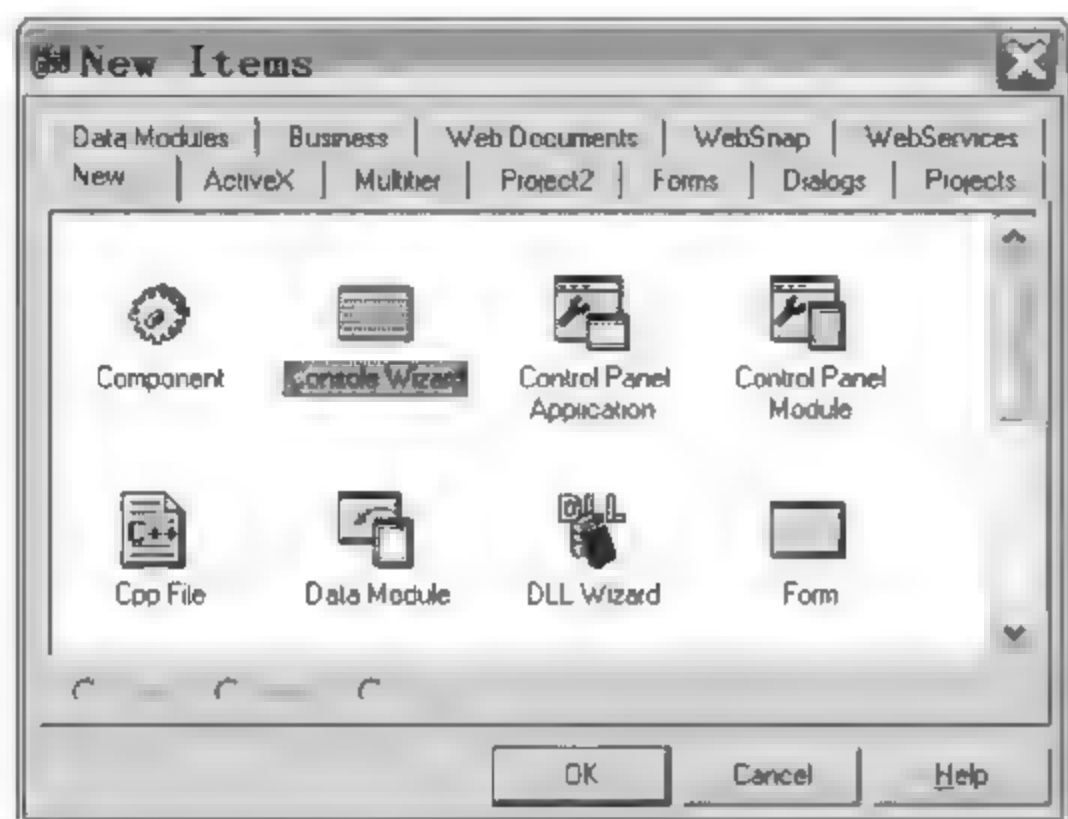 New Items
Data Modules Business Web Documents WebSnap WebServices
New ActiveX Multitier Project2 Forms Dialogs Projects
Component Console Wizard Control Panel Application Control Panel Module
C++
DLL
Cpp File Data Module DLL Wizard Form
OK Cancel Help